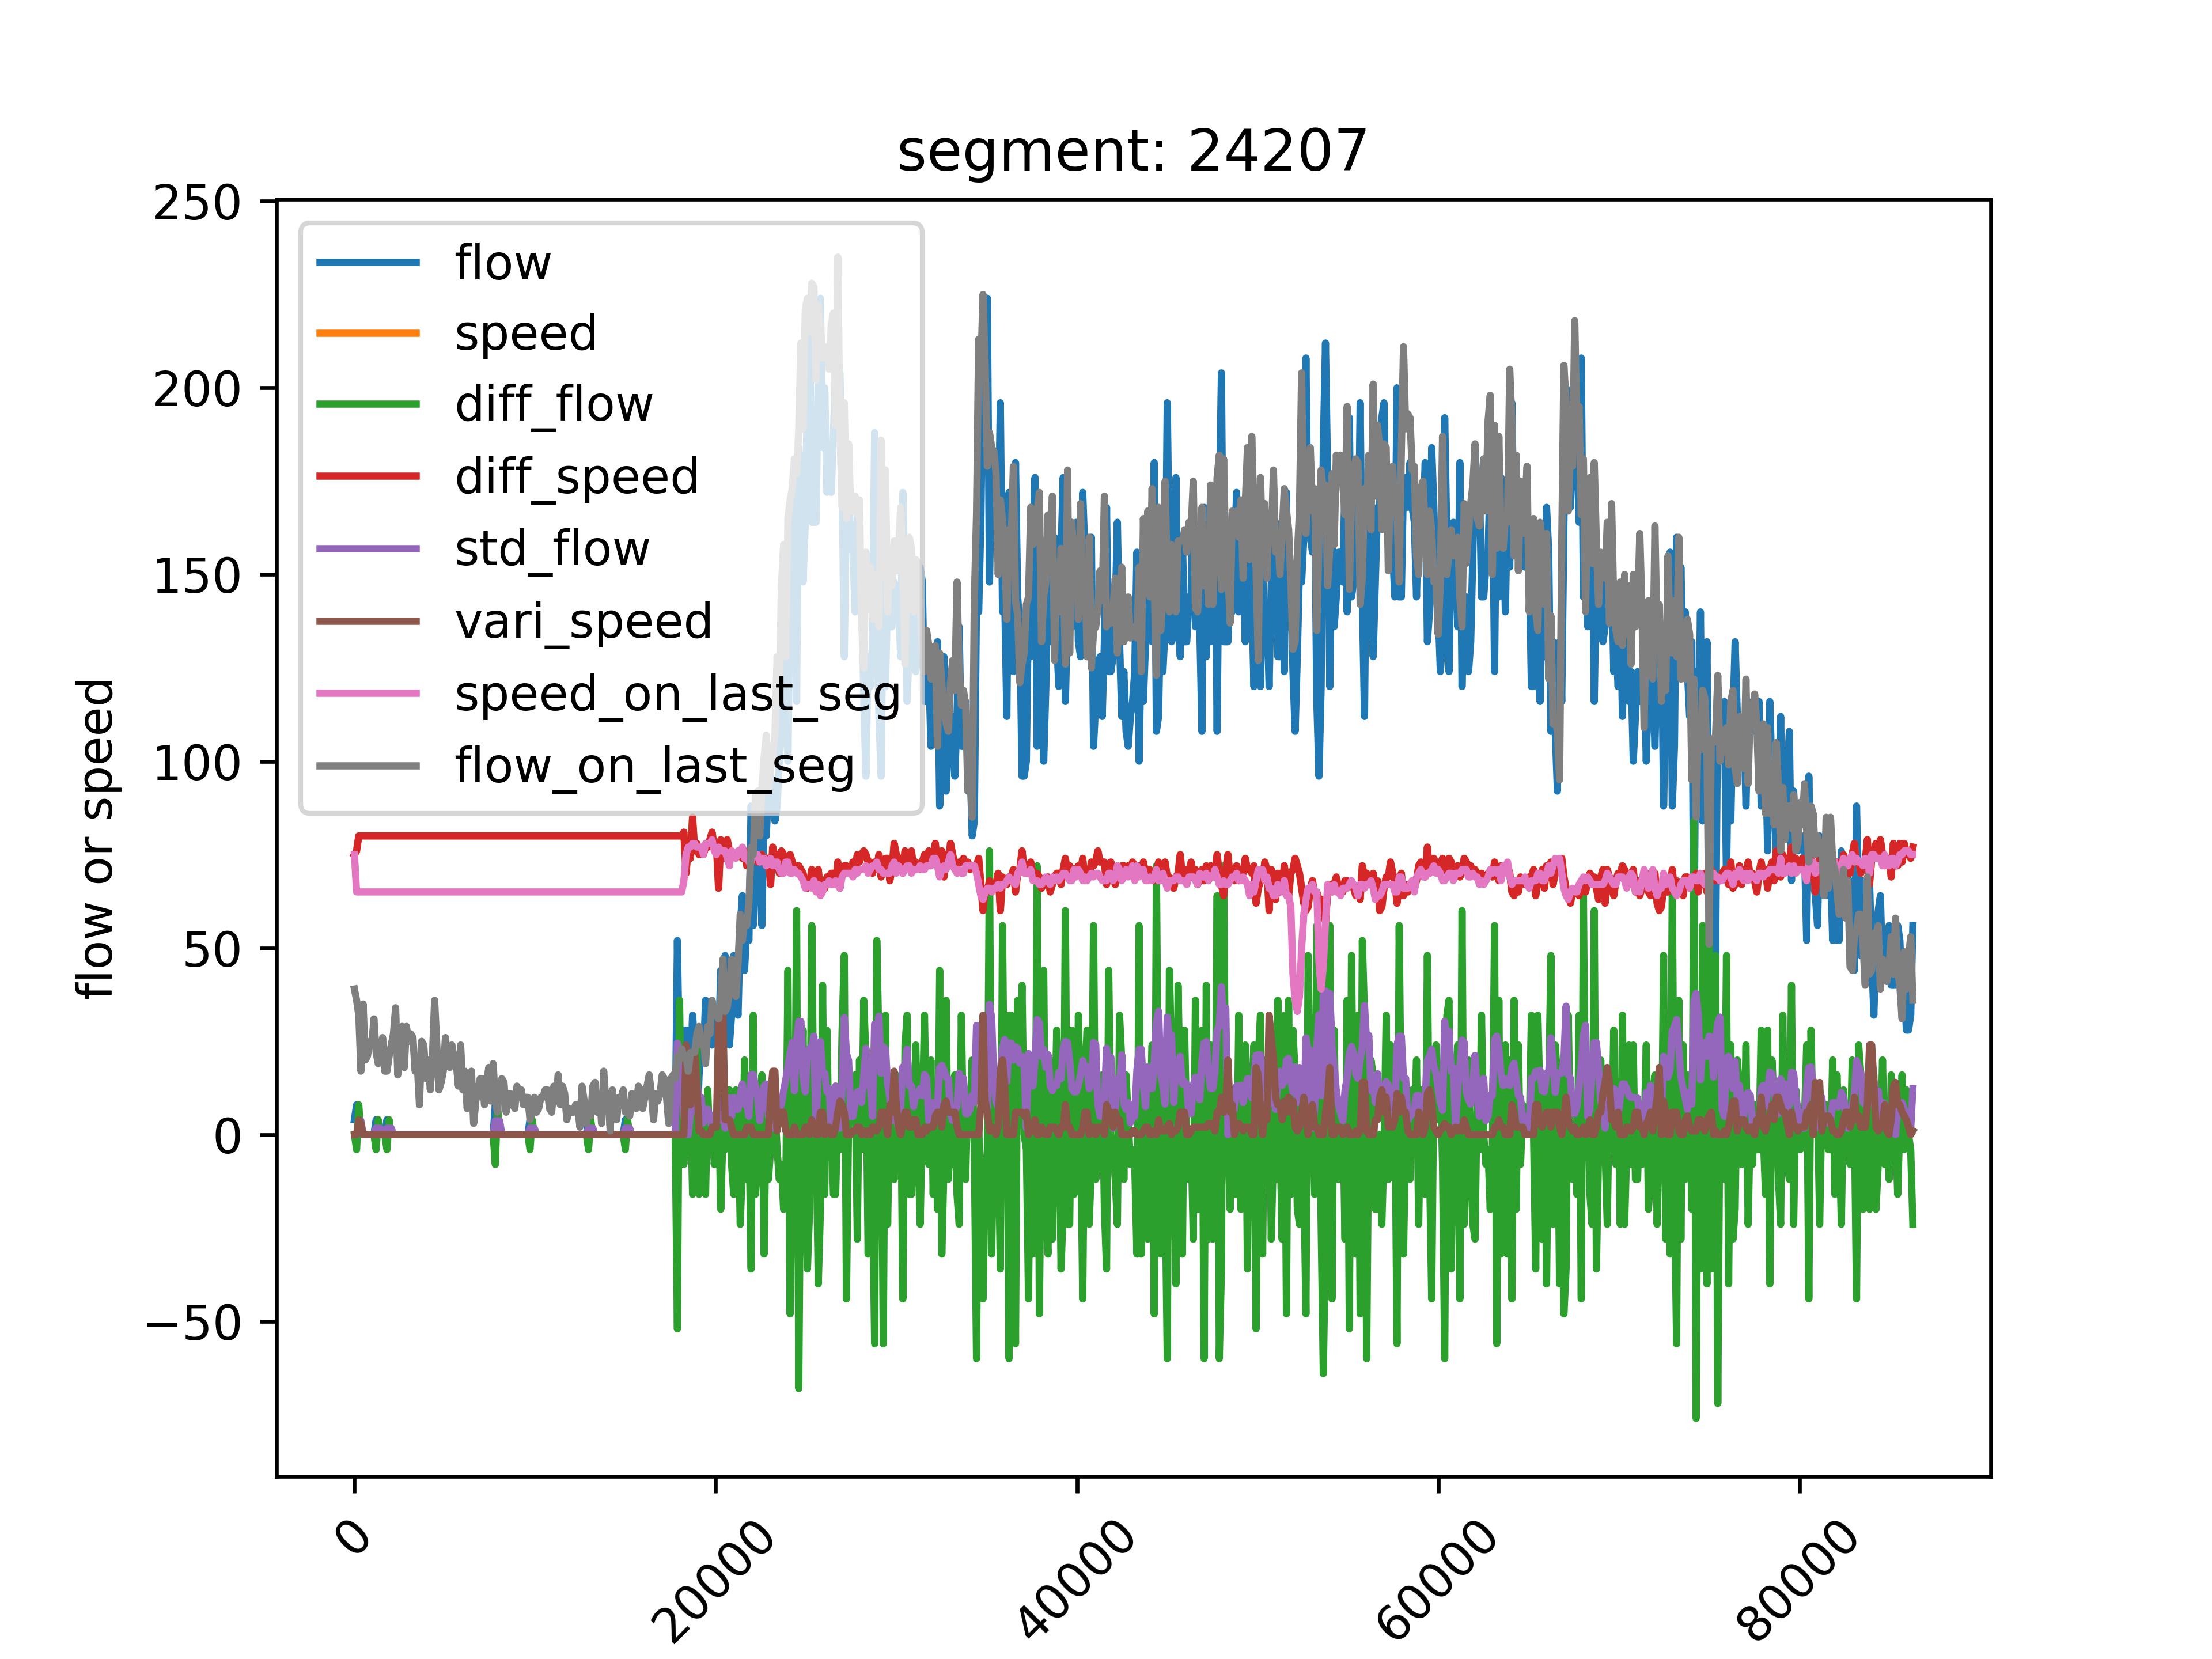 segment: 24207
250
200
150
100
50
0
−50
flow or speed
flow
speed
diff_flow
diff_speed
std_flow
vari_speed
speed_on_last_seg
flow_on_last_seg
0
20000
40000
60000
80000